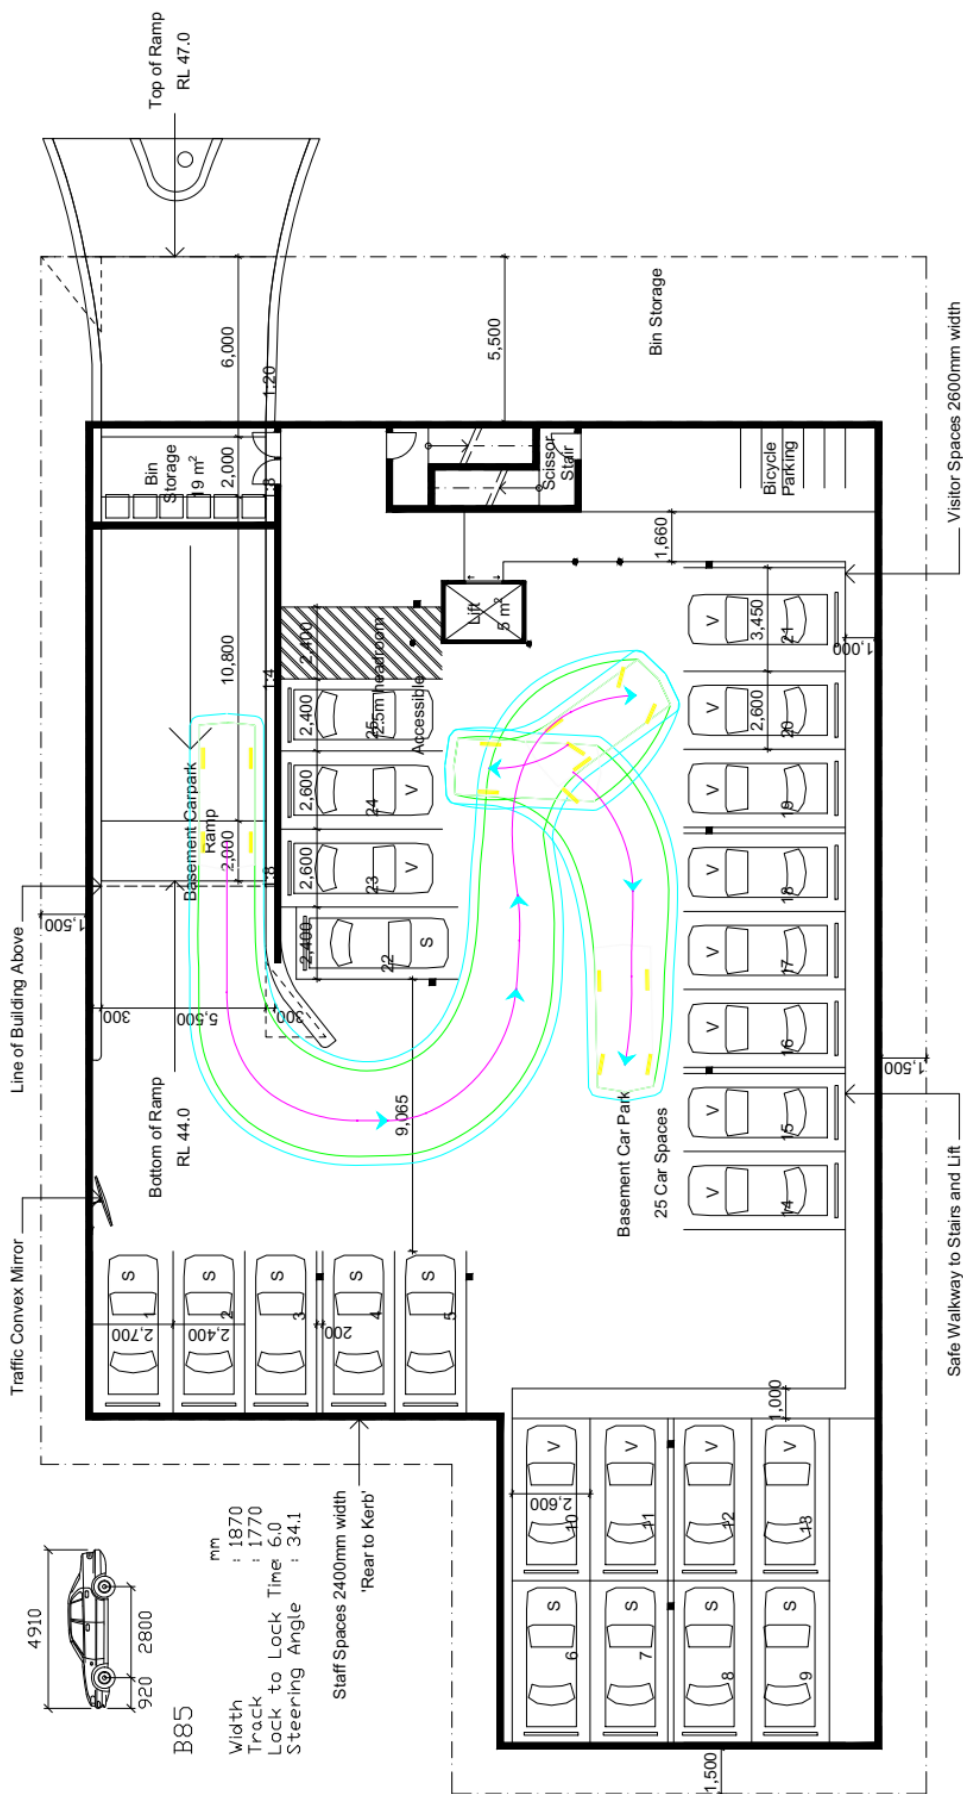 Top of Ramp
RL 47.0
6,000
1:20
5,500
Bin Storage
Visitor Spaces 2600mm width
Bin
Storage
19 m²
2,000
1:8
Scissor
Stair
Bicycle
Parking
1,660
Lift
5 m²
10,800
1:4
2,400
2.5m headroom
Accessible
2,400
25
2,600
24
V
2,600
23
V
2,400
22
S
Basement Carpark
Ramp
2,000
1:8
Line of Building Above
1,500
300
5,500
300
Bottom of Ramp
RL 44.0
9,065
Traffic Convex Mirror
V
3,450
21
1,000
V
2,600
20
V
19
V
18
V
17
V
16
V
15
V
14
1,500
Basement Car Park
25 Car Spaces
Safe Walkway to Stairs and Lift
S
1
2,700
S
2
2,400
S
3
200
S
4
S
5
1,000
V
10
2,600
V
11
V
12
V
13
S
6
S
7
S
8
S
9
1,500
Staff Spaces 2400mm width
'Rear to Kerb'
4910
920
2800
B85
mm
Width : 1870
Track : 1770
Lock to Lock Time : 6.0
Steering Angle : 34.1